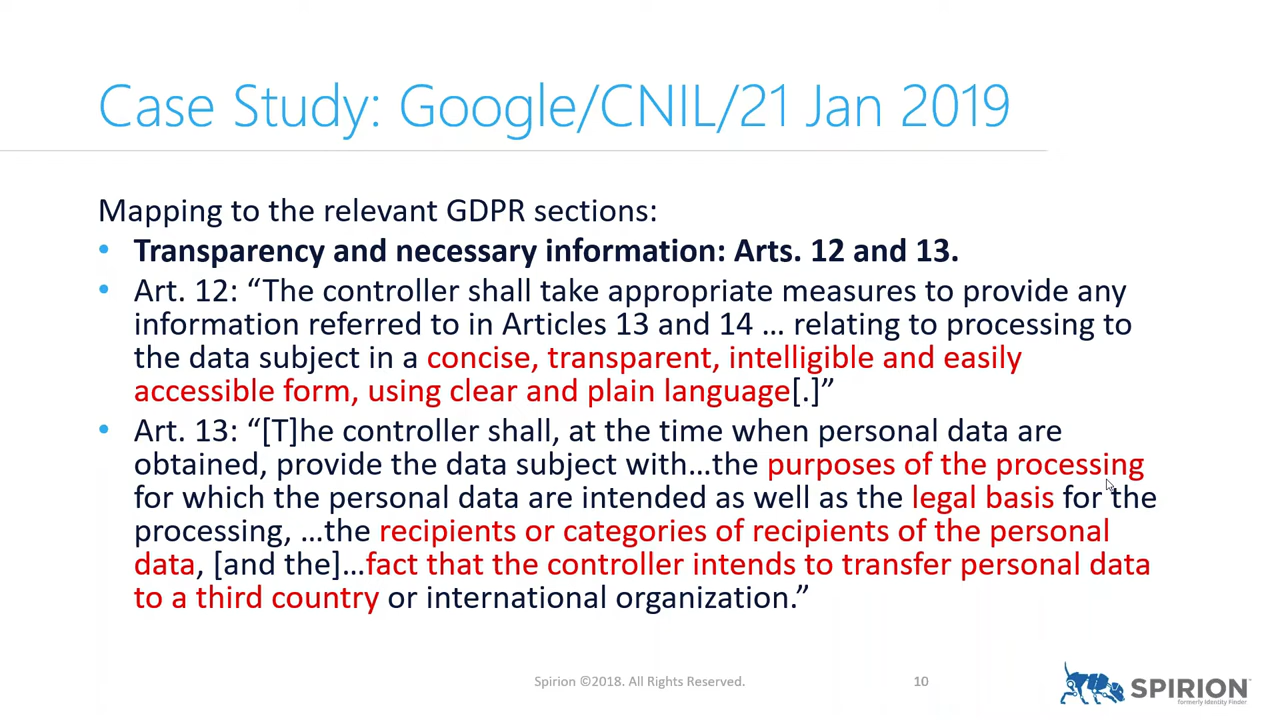 Case Study: Google/CNIL/21 Jan 2019
Mapping to the relevant GDPR sections:
• Transparency and necessary information: Arts. 12 and 13.
• Art. 12: “The controller shall take appropriate measures to provide any
information referred to in Articles 13 and 14 … relating to processing to
the data subject in a concise, transparent, intelligible and easily
accessible form, using clear and plain language[.]”
• Art. 13: “[T]he controller shall, at the time when personal data are
obtained, provide the data subject with…the purposes of the processing
for which the personal data are intended as well as the legal basis for the
processing, …the recipients or categories of recipients of the personal
data, [and the]…fact that the controller intends to transfer personal data
to a third country or international organization.”
Spirion ©2018. All Rights Reserved.
10
SPIRION
formerly Identity Finder